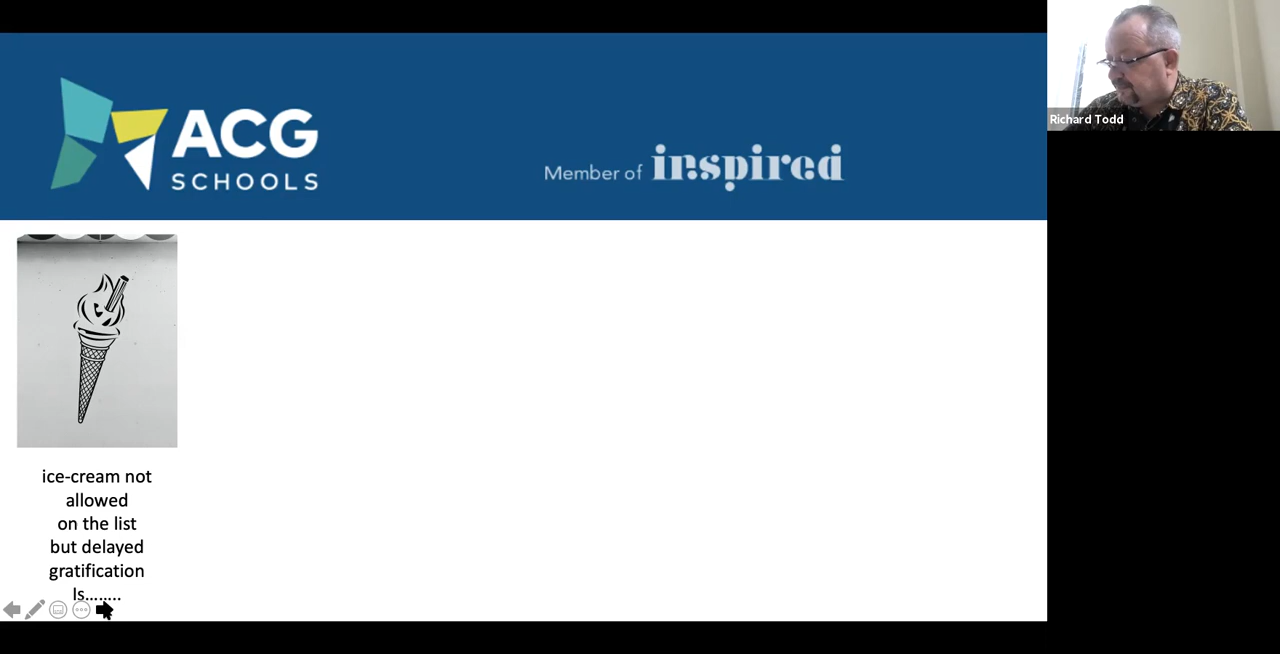 ACG
SCHOOLS
Member of inspired
Richard Todd
ice-cream not
allowed
on the list
but delayed
gratification
Is........